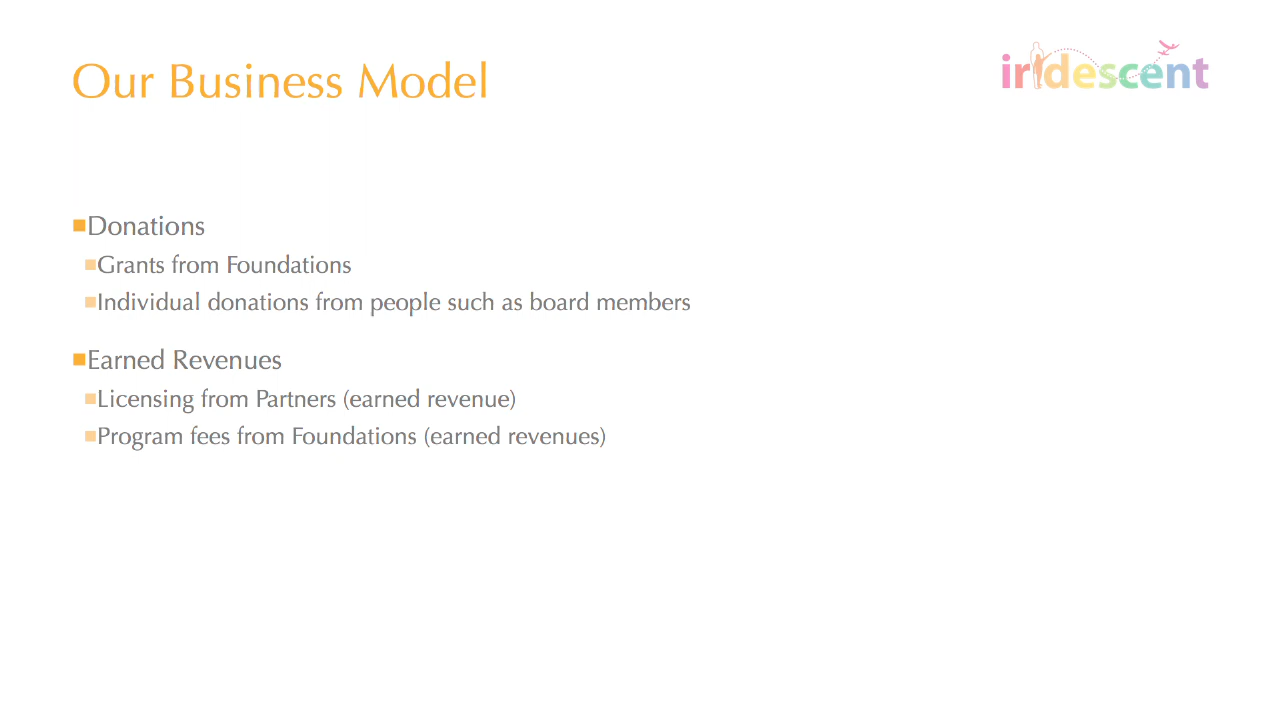 Our Business Model
iridescent
Donations
Grants from Foundations
Individual donations from people such as board members
Earned Revenues
Licensing from Partners (earned revenue)
Program fees from Foundations (earned revenues)